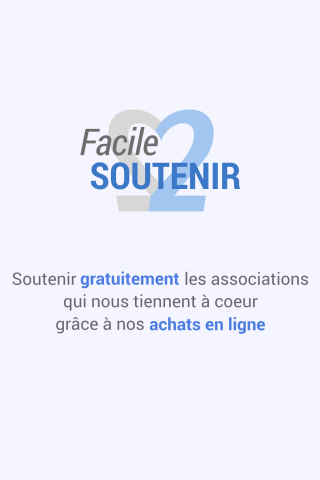 Facile
2
SOUTENIR
Soutenir gratuitement les associations
qui nous tiennent à coeur
grâce à nos achats en ligne